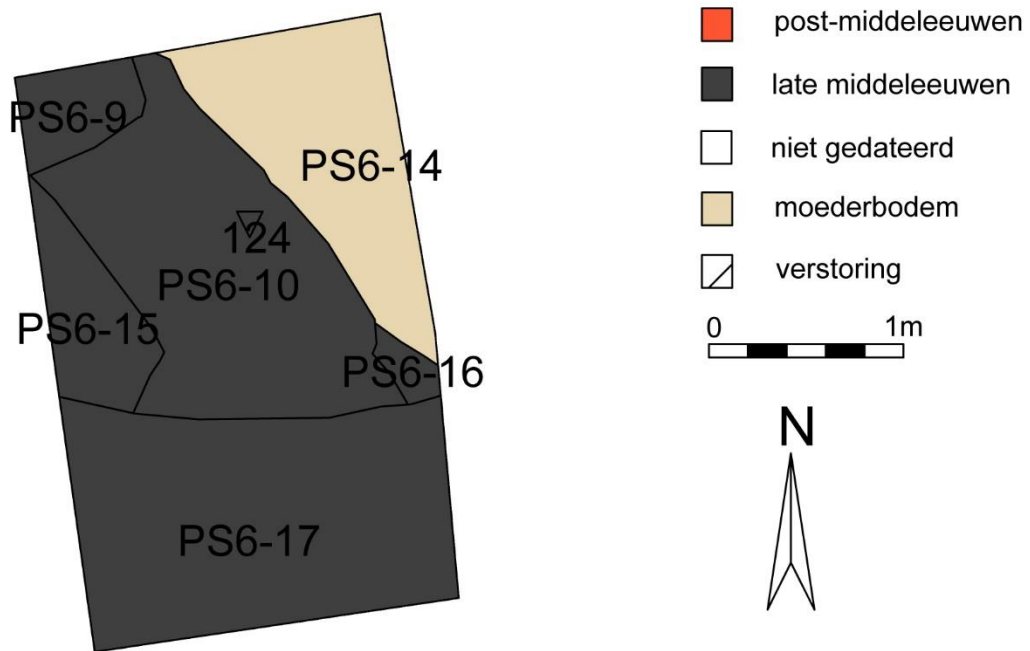 PS6-9
PS6-14
124
PS6-10
PS6-15
PS6-16
PS6-17
post-middeleeuwen
late middeleeuwen
niet gedateerd
moederbodem
verstoring
0 1m
N